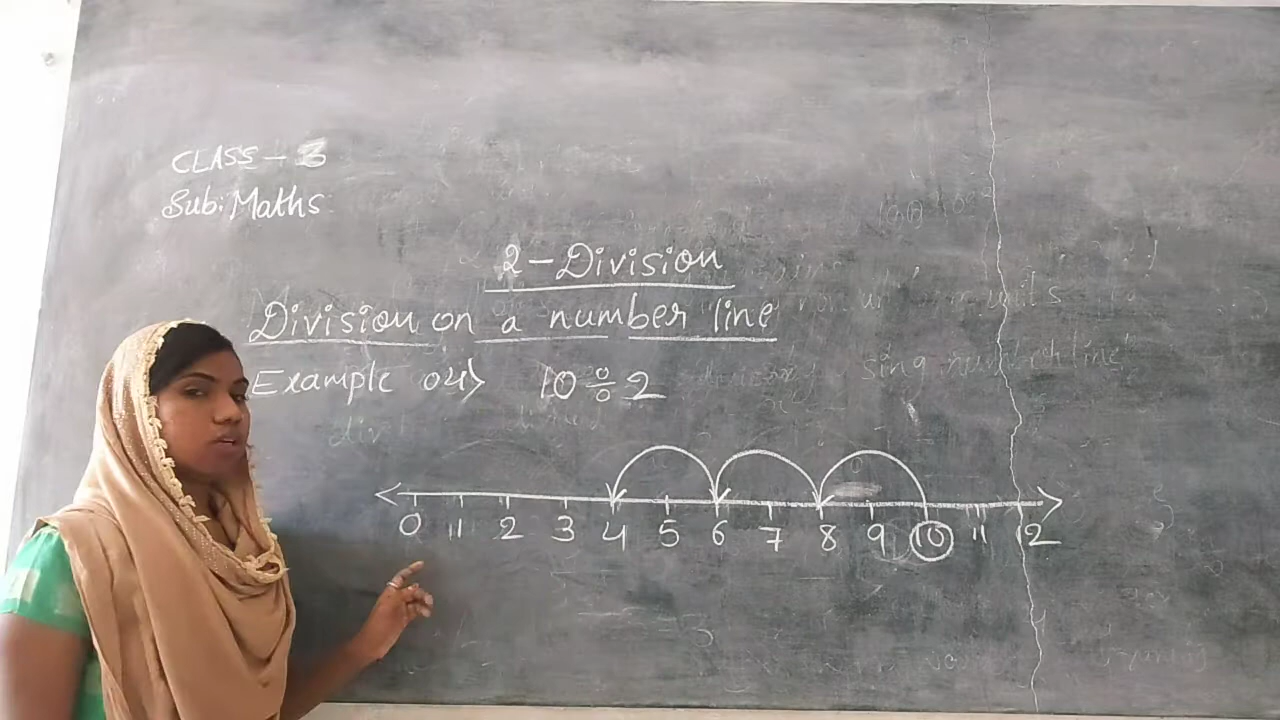 CLASS - 3
Sub: Maths
2 - Division
Division on a number line
Example 04> 10 ÷ 2
0 1 2 3 4 5 6 7 8 9 10 11 12